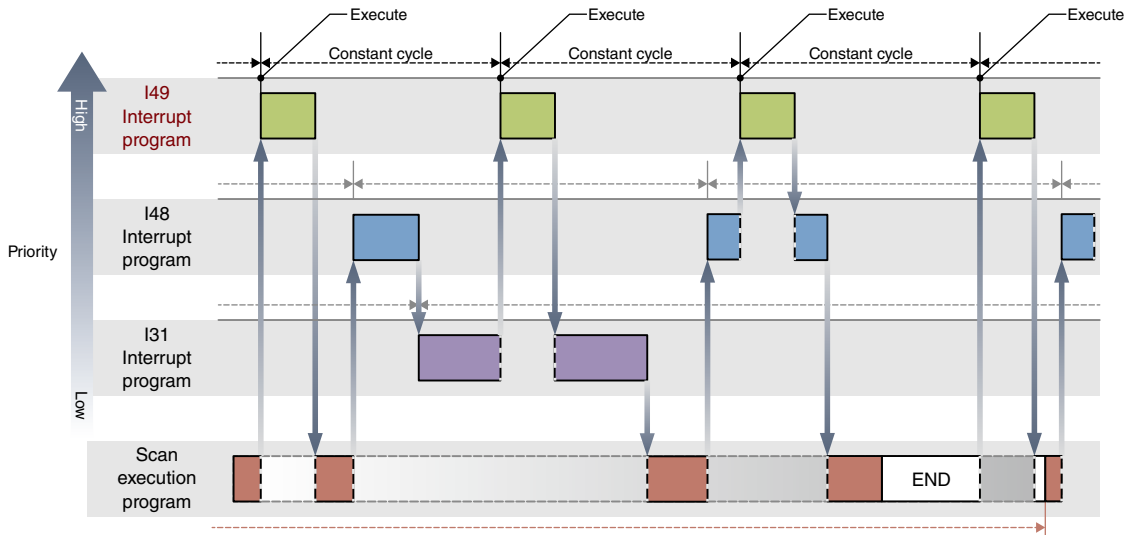 Execute
Execute
Execute
Execute
Constant cycle
Constant cycle
Constant cycle
High
I49
Interrupt
program
I48
Interrupt
program
Priority
I31
Interrupt
program
Low
Scan
execution
program
END